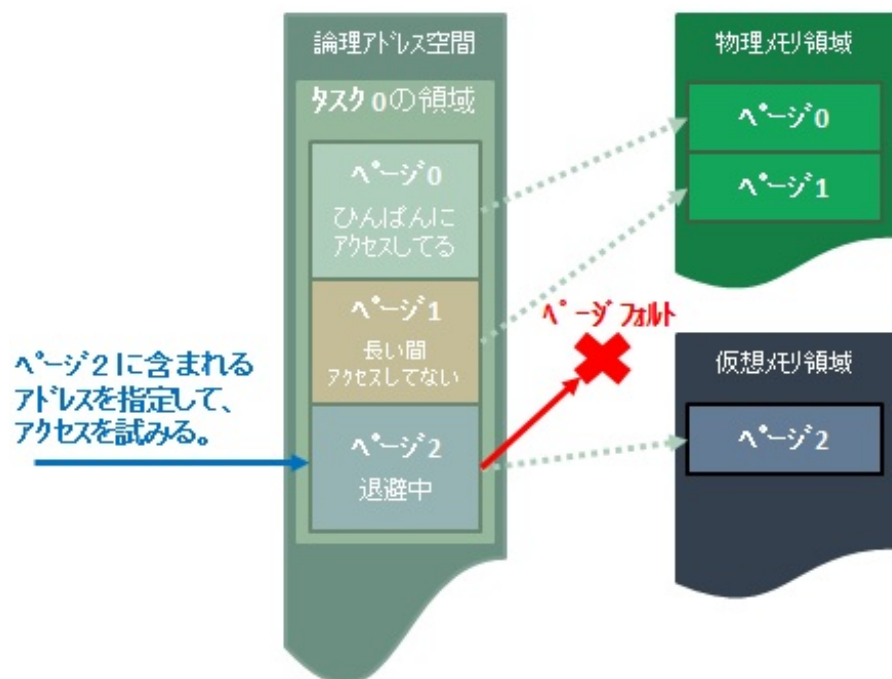 論理アドレス空間
タスク0の領域
ページ0
ひんぱんに
アクセスしてる
ページ1
長い間
アクセスしてない
ページ2
退避中
ページ2に含まれる
アドレスを指定して、
アクセスを試みる。
ページフォルト
物理メモリ領域
ページ0
ページ1
仮想メモリ領域
ページ2